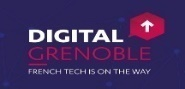 DIGITAL
GRENOBLE
FRENCH TECH IS ON THE WAY